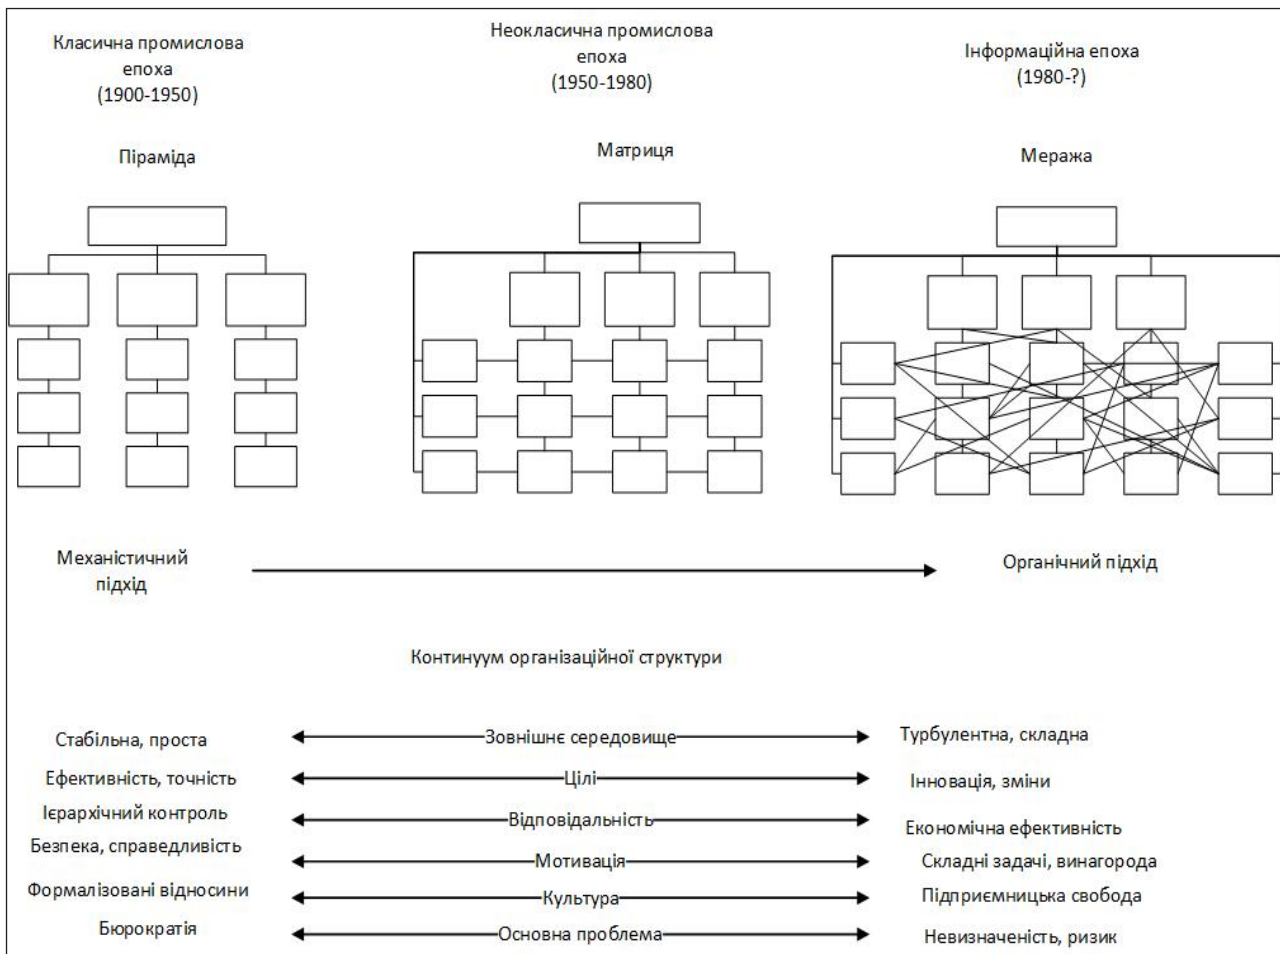 Класична промислова
епоха
(1900-1950)
Неокласична промислова
епоха
(1950-1980)
Інформаційна епоха
(1980-?)
Піраміда
Матриця
Меража
Механістичний
підхід
Органічний підхід
Континуум організаційної структури
Стабільна, проста
Зовнішнє середовище
Турбулентна, складна
Ефективність, точність
Цілі
Інновація, зміни
Ієрархічний контроль
Відповідальність
Економічна ефективність
Безпека, справедливість
Мотивація
Складні задачі, винагорода
Формалізовані відносини
Культура
Підприємницька свобода
Бюрократія
Основна проблема
Невизначеність, ризик